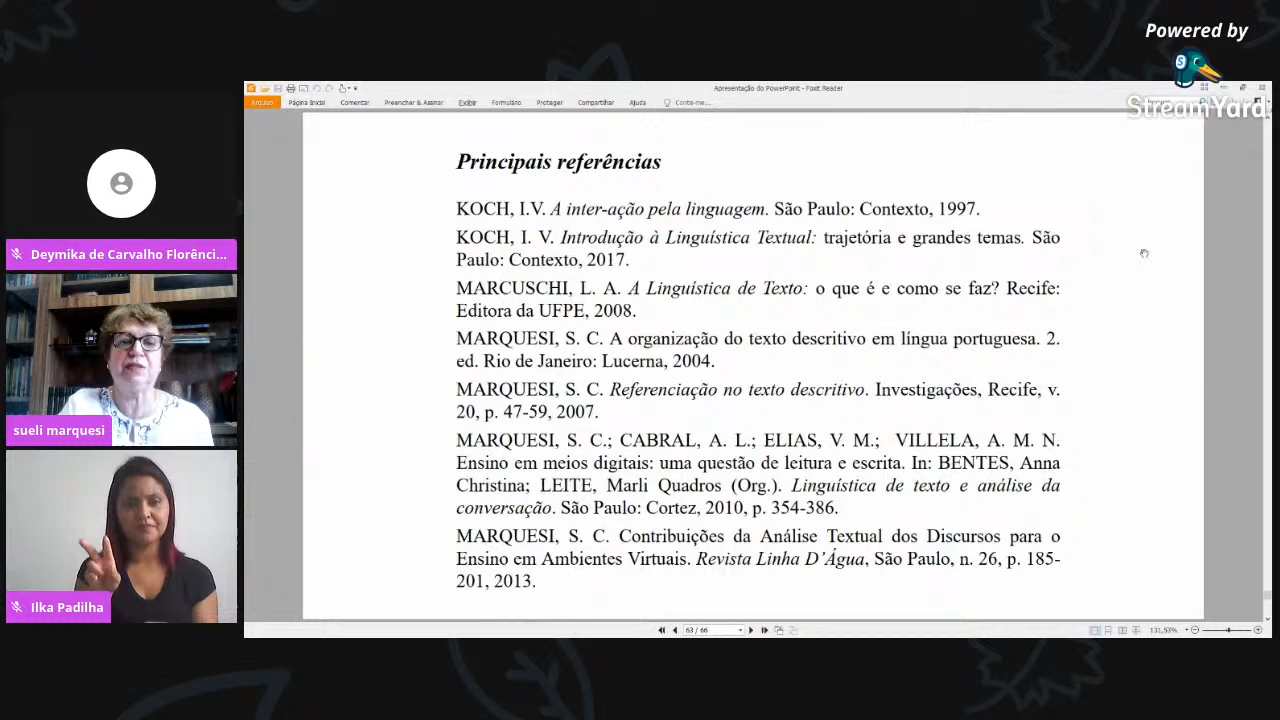 Powered by
StreamYard
Apresentação do PowerPoint - Foxit Reader
Arquivo Página Inicial Comentar Preencher & Assinar Exibir Formulário Proteger Compartilhar Ajuda Conte-me...
Principais referências
KOCH, I.V. A inter-ação pela linguagem. São Paulo: Contexto, 1997.
KOCH, I. V. Introdução à Linguística Textual: trajetória e grandes temas. São
Paulo: Contexto, 2017.
MARCUSCHI, L. A. A Linguística de Texto: o que é e como se faz? Recife:
Editora da UFPE, 2008.
MARQUESI, S. C. A organização do texto descritivo em língua portuguesa. 2.
ed. Rio de Janeiro: Lucerna, 2004.
MARQUESI, S. C. Referenciação no texto descritivo. Investigações, Recife, v.
20, p. 47-59, 2007.
MARQUESI, S. C.; CABRAL, A. L.; ELIAS, V. M.; VILLELA, A. M. N.
Ensino em meios digitais: uma questão de leitura e escrita. In: BENTES, Anna
Christina; LEITE, Marli Quadros (Org.). Linguística de texto e análise da
conversação. São Paulo: Cortez, 2010, p. 354-386.
MARQUESI, S. C. Contribuições da Análise Textual dos Discursos para o
Ensino em Ambientes Virtuais. Revista Linha D'Água, São Paulo, n. 26, p. 185-
201, 2013.
63 / 66
131,53%
Deymika de Carvalho Florênci...
sueli marquesi
Ilka Padilha